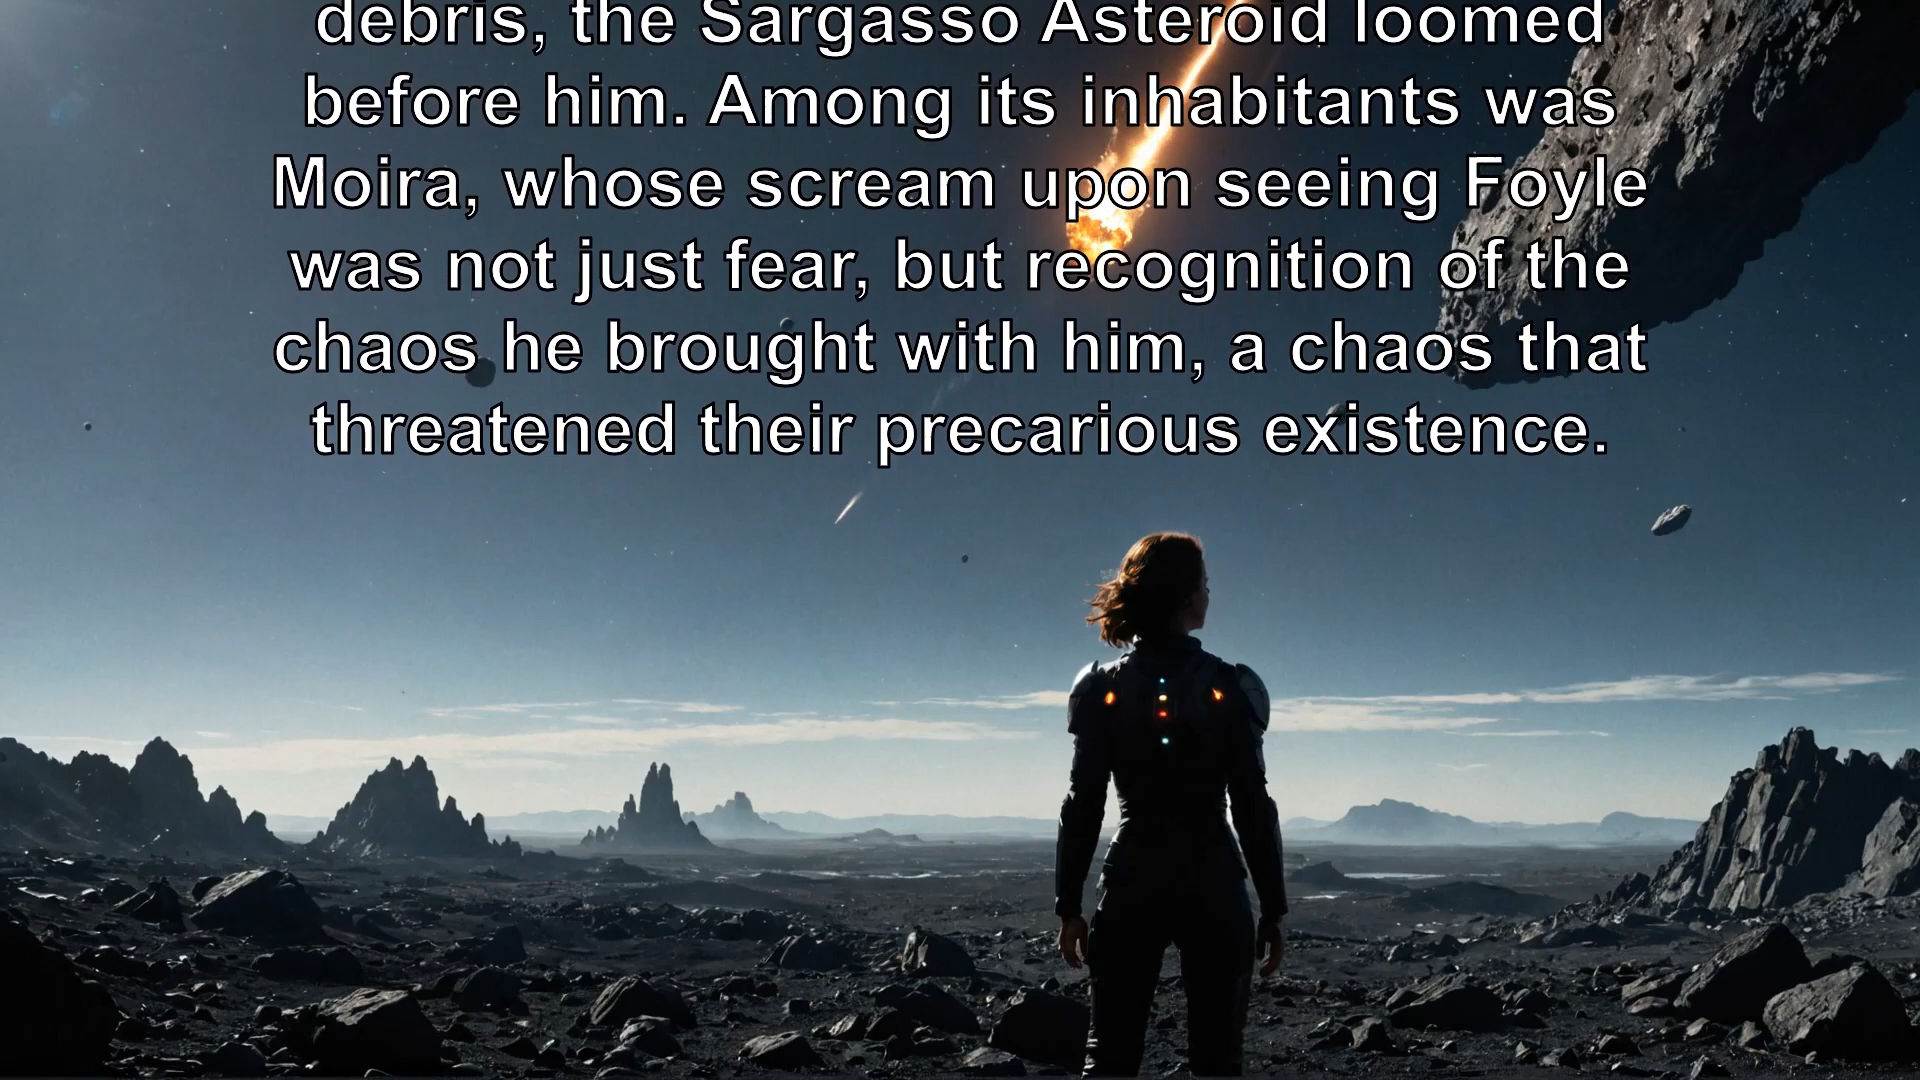 debris, the Sargasso Asteroid loomed
before him. Among its inhabitants was
Moira, whose scream upon seeing Foyle
was not just fear, but recognition of the
chaos he brought with him, a chaos that
threatened their precarious existence.